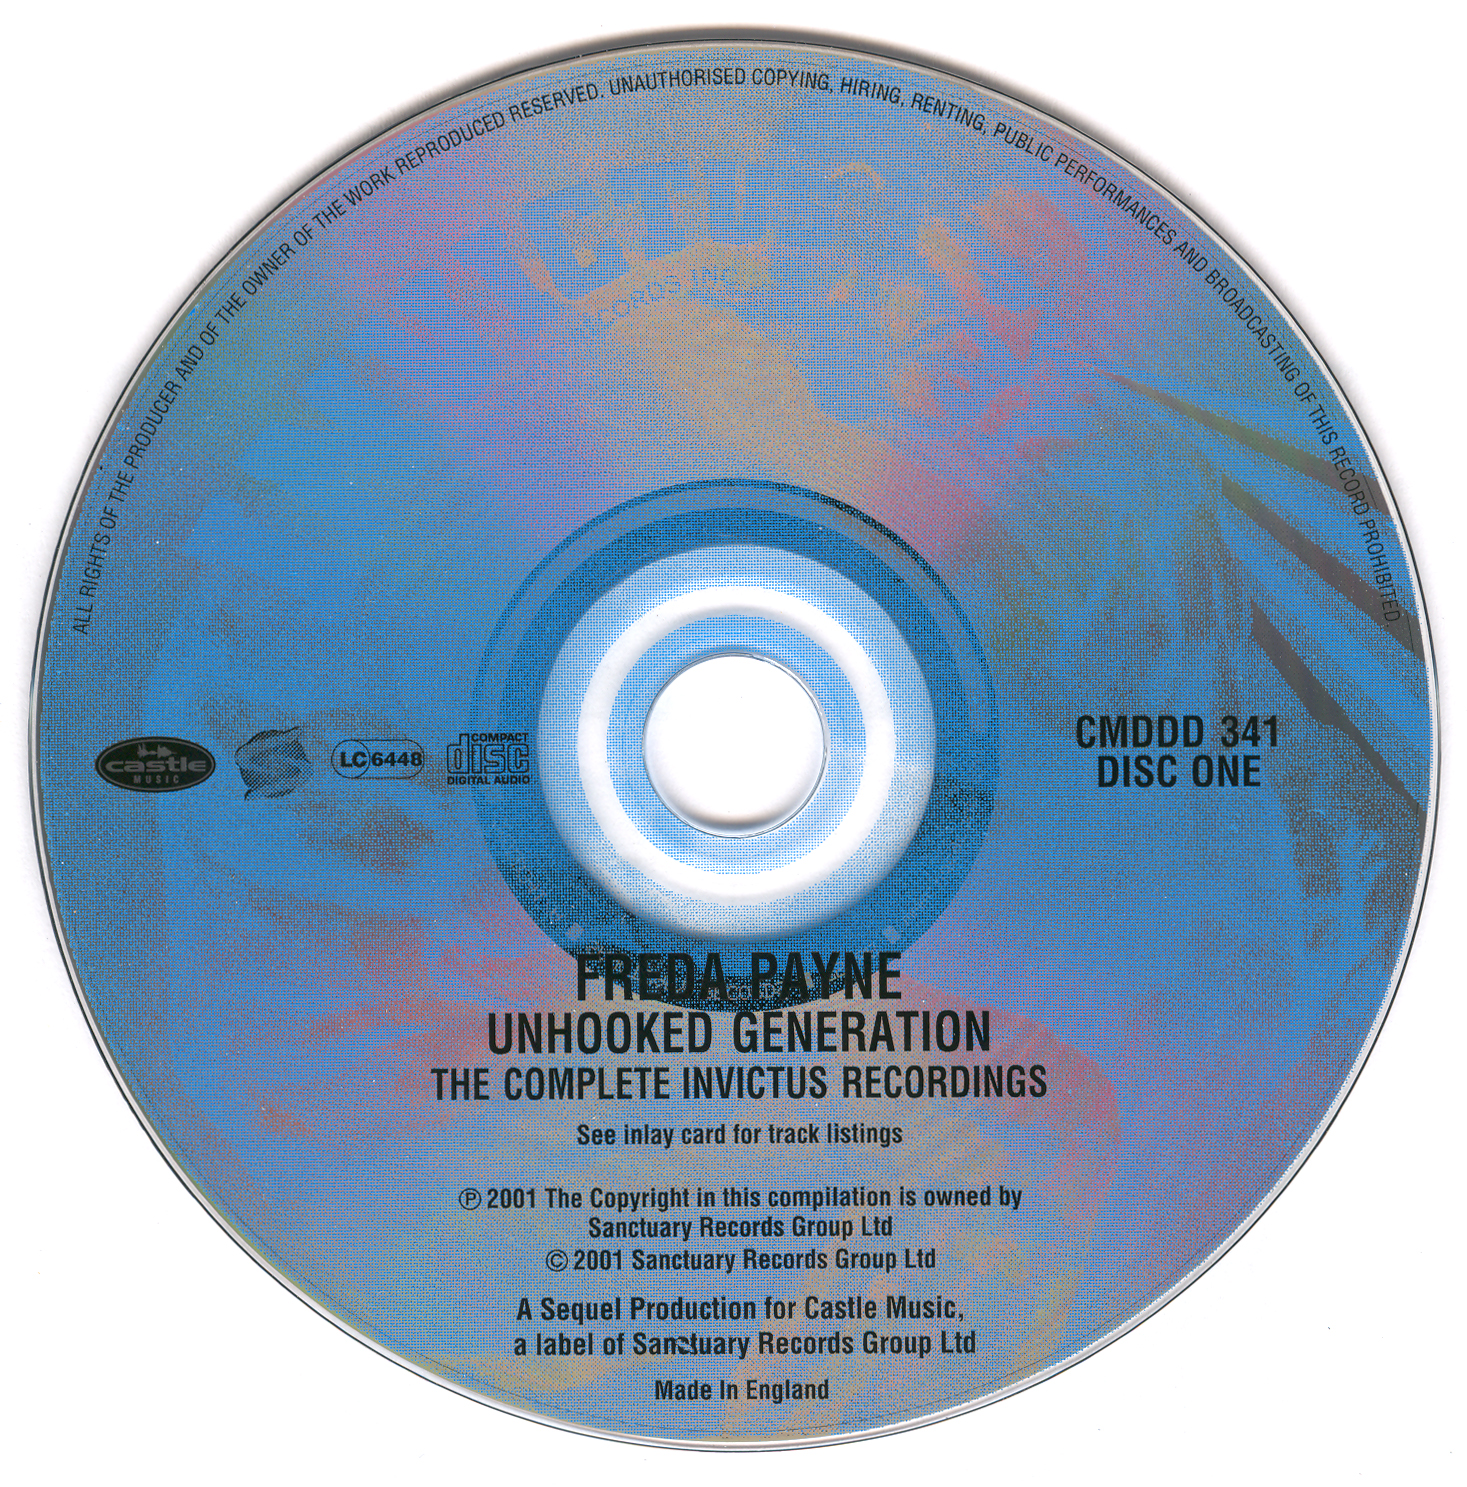 ALL RIGHTS OF THE PRODUCER AND OF THE OWNER OF THE WORK REPRODUCED RESERVED. UNAUTHORISED COPYING, HIRING, RENTING, PUBLIC PERFORMANCES AND BROADCASTING OF THIS RECORD PROHIBITED.
castle
MUSIC
LC 6448
COMPACT
disc
DIGITAL AUDIO
CMDDD 341
DISC ONE
FREDA PAYNE
UNHOOKED GENERATION
THE COMPLETE INVICTUS RECORDINGS
See inlay card for track listings
℗ 2001 The Copyright in this compilation is owned by
Sanctuary Records Group Ltd
© 2001 Sanctuary Records Group Ltd
A Sequel Production for Castle Music,
a label of Sanctuary Records Group Ltd
Made In England